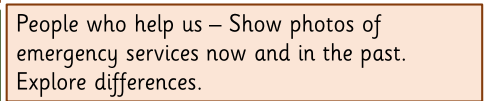 People who help us – Show photos of
emergency services now and in the past.
Explore differences.